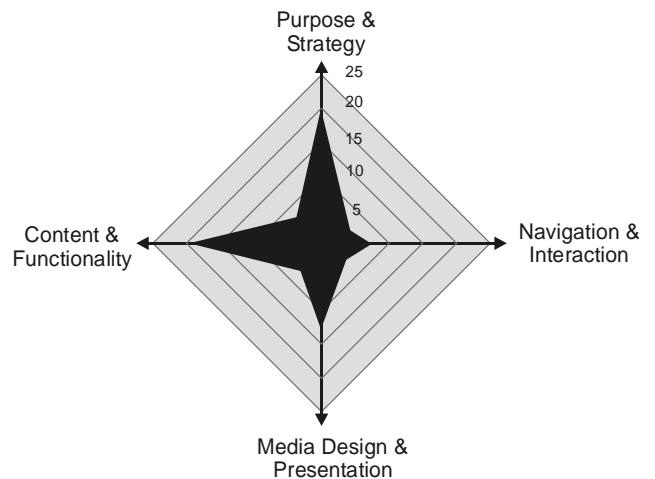 Purpose &
Strategy
25
20
15
10
5
Content &
Functionality
Navigation &
Interaction
Media Design &
Presentation